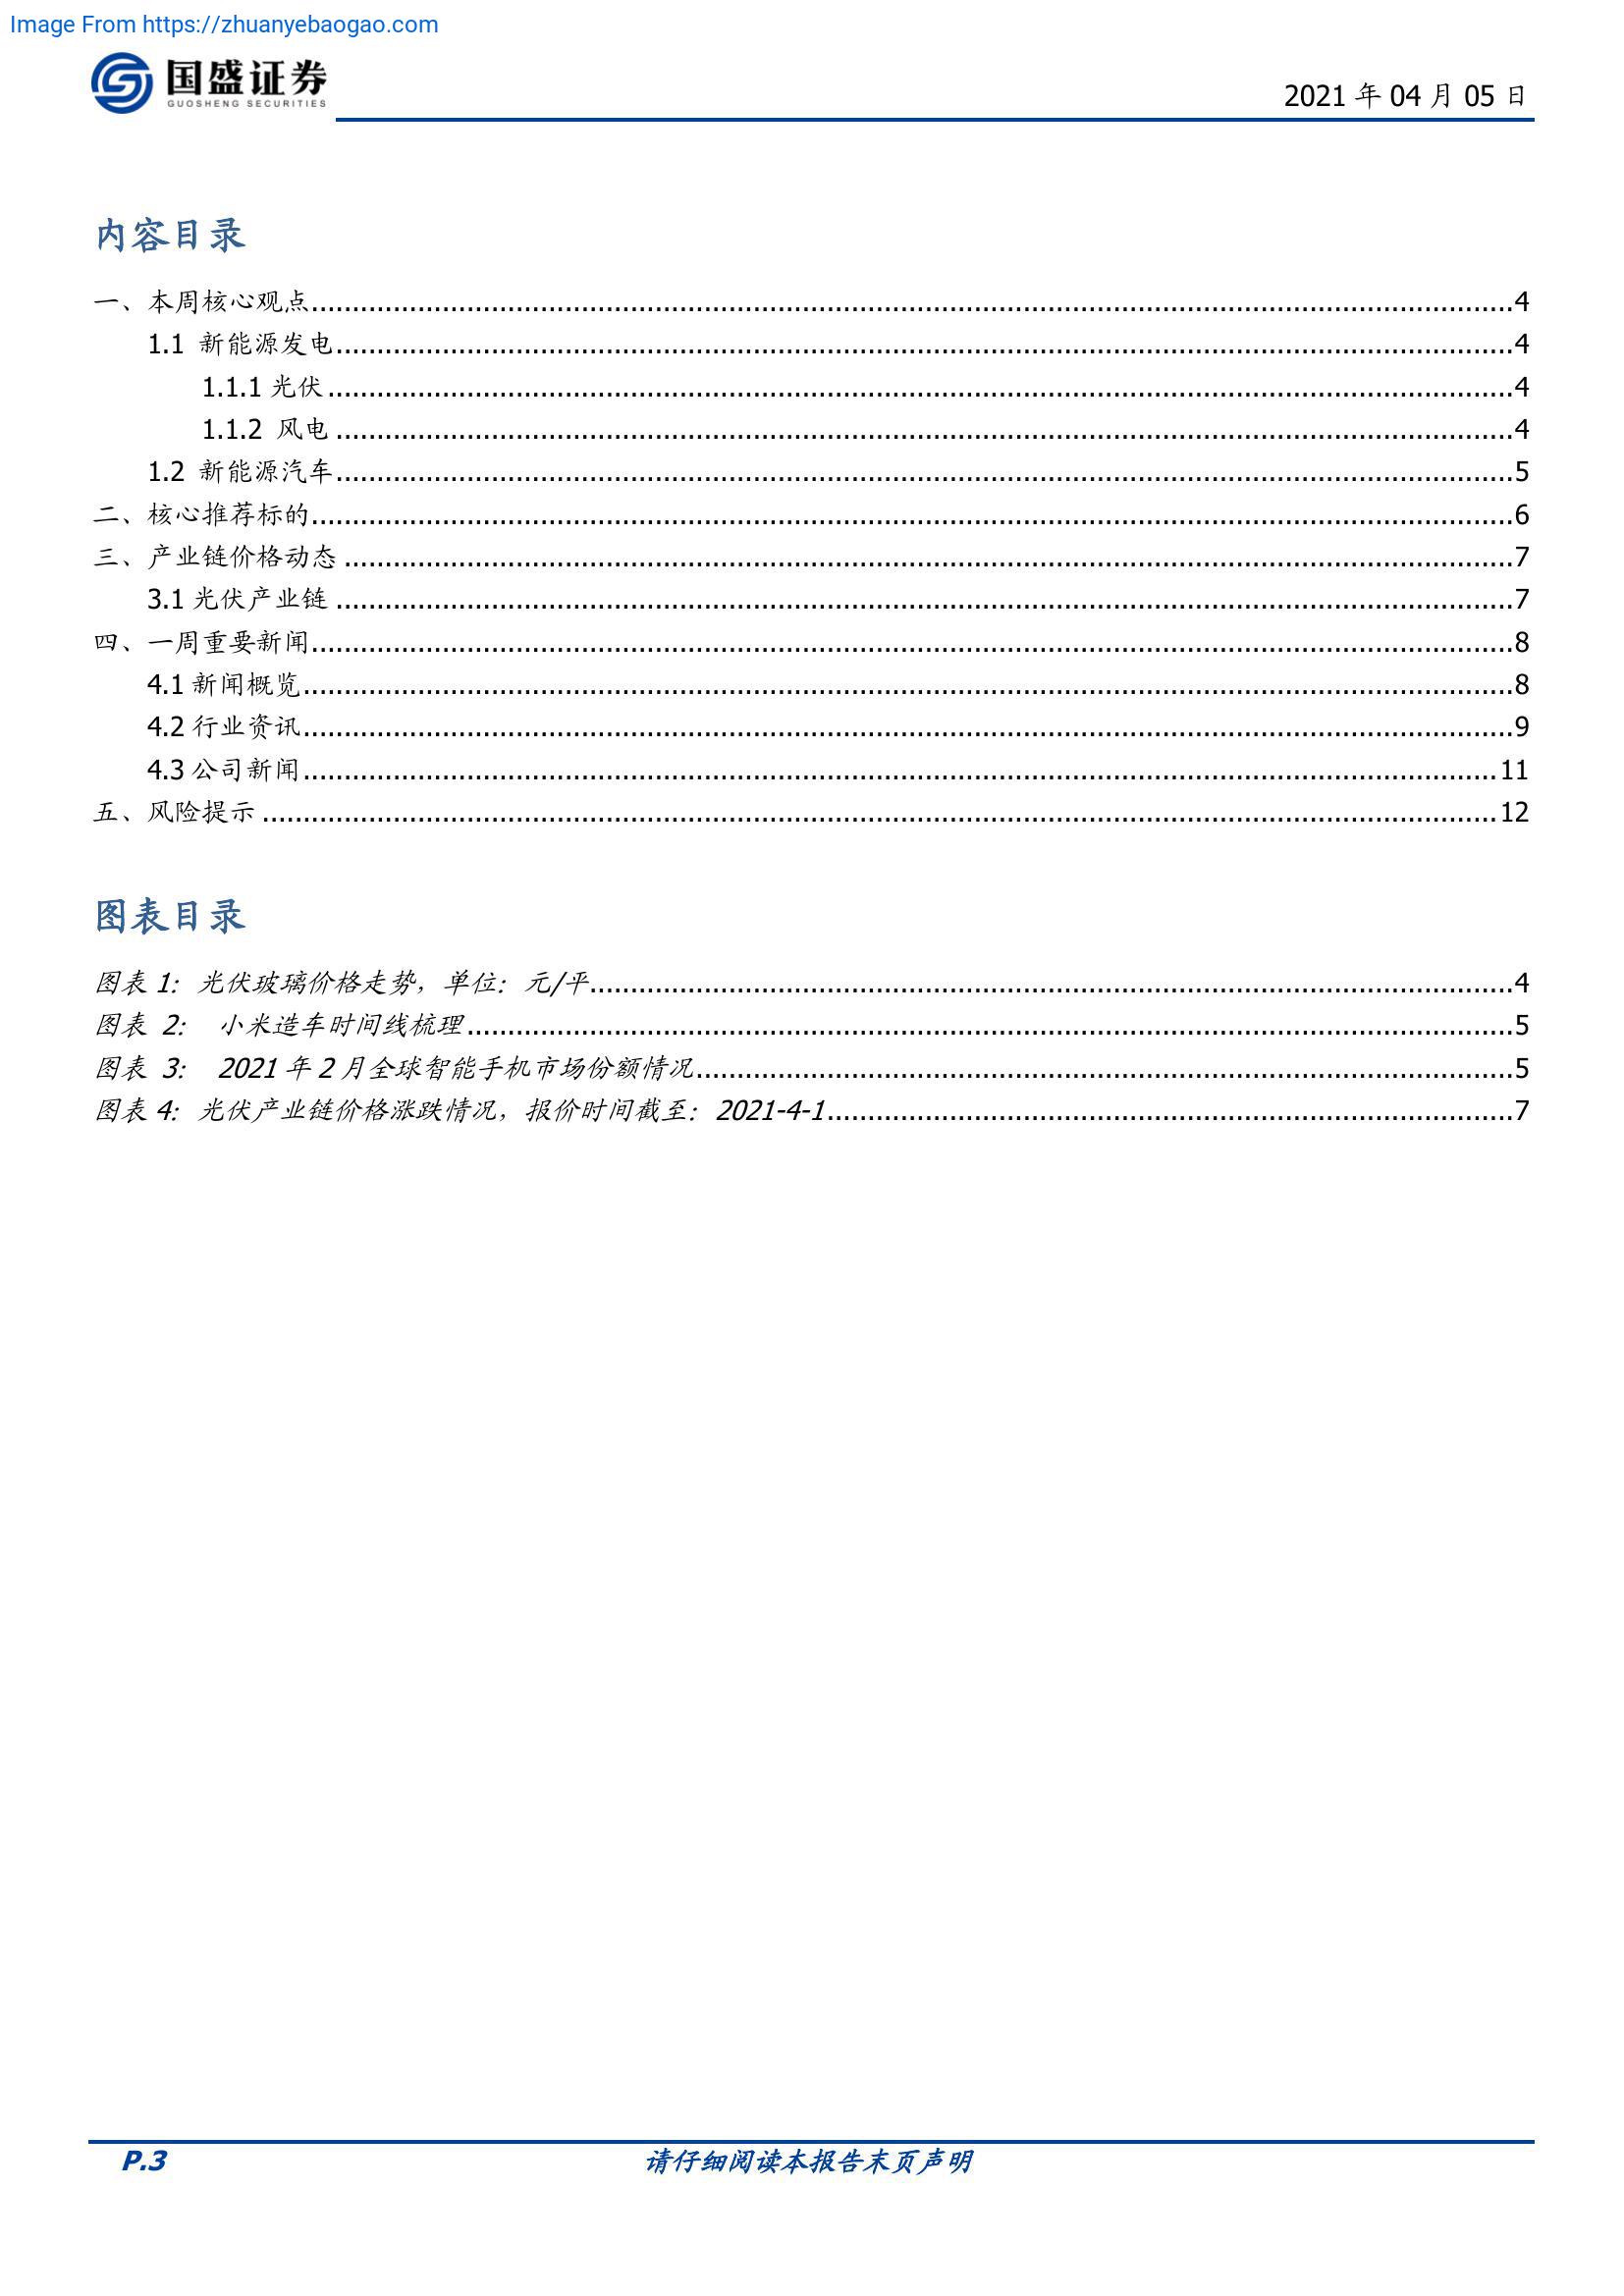 Image From https://zhuanyebaogao.com
国盛证券
GUOSHENG SECURITIES
2021 年 04 月 05 日
内容目录
一、本周核心观点........................................4
1.1 新能源发电........................................4
1.1.1 光伏........................................4
1.1.2 风电........................................4
1.2 新能源汽车........................................5
二、核心推荐标的........................................6
三、产业链价格动态........................................7
3.1 光伏产业链........................................7
四、一周重要新闻........................................8
4.1 新闻概览........................................8
4.2 行业资讯........................................9
4.3 公司新闻........................................11
五、风险提示........................................12
图表目录
图表 1：光伏玻璃价格走势，单位：元/平........................................4
图表 2： 小米造车时间线梳理........................................5
图表 3： 2021 年 2 月全球智能手机市场份额情况........................................5
图表 4：光伏产业链价格涨跌情况，报价时间截至：2021-4-1........................................7
P.3 请仔细阅读本报告末页声明